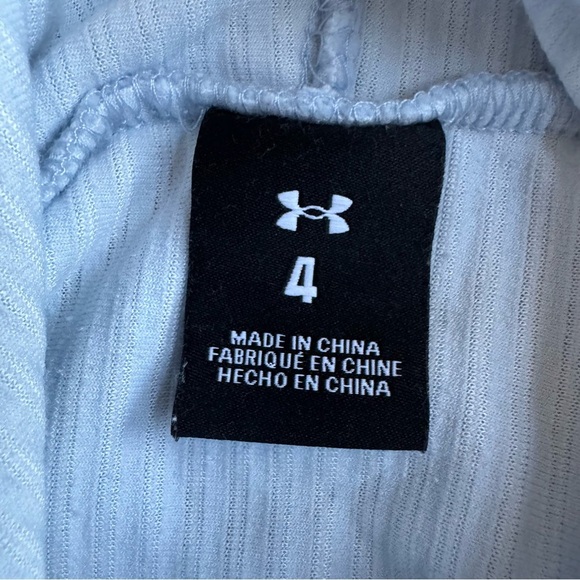 4
MADE IN CHINA
FABRIQUÉ EN CHINE
HECHO EN CHINA